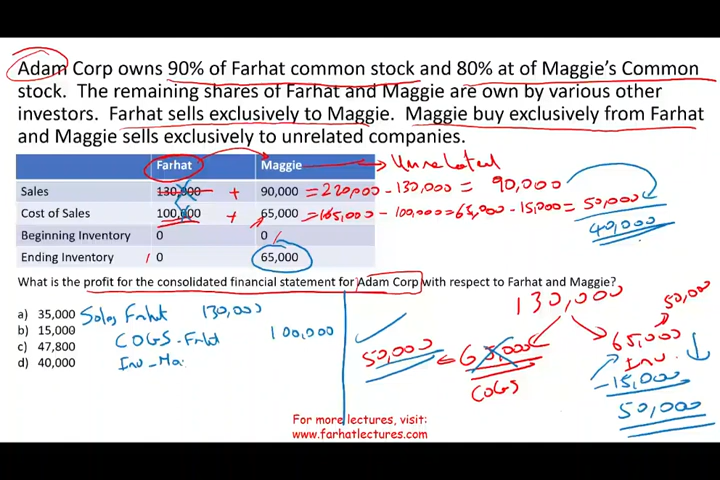 Adam Corp owns 90% of Farhat common stock and 80% at of Maggie's Common
stock. The remaining shares of Farhat and Maggie are own by various other
investors. Farhat sells exclusively to Maggie. Maggie buy exclusively from Farhat
and Maggie sells exclusively to unrelated companies.
Farhat Maggie Unrelated
Sales 130,000 + 90,000 = 220,000 - 130,000 = 90,000
Cost of Sales 100,000 + 65,000 = 165,000 - 100,000 = 65,000 - 15,000 = 50,000
40,000
Beginning Inventory 0 0
Ending Inventory 0 65,000
What is the profit for the consolidated financial statement for Adam Corp with respect to Farhat and Maggie?
130,000
50,000
a) 35,000 Sales Farhat 130,000
b) 15,000 COGS - Farhat 100,000
c) 47,800
d) 40,000 Inv - Ma
50,000
COGS
65,000
Inv.
- 15,000
50,000
For more lectures, visit:
www.farhatlectures.com